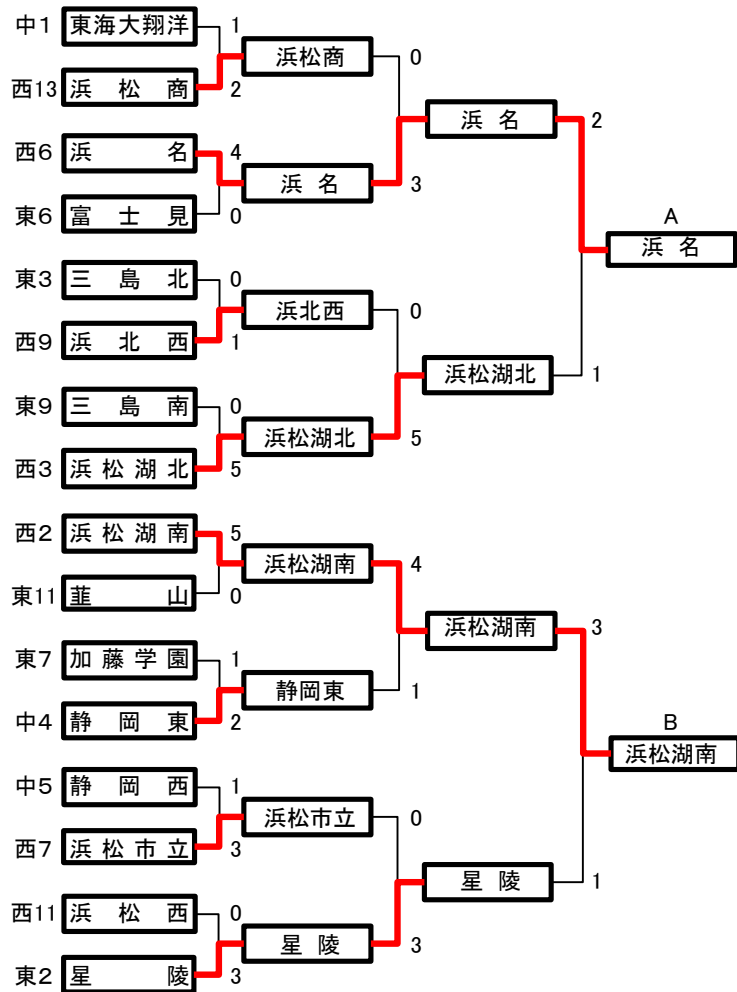 中1 東海大翔洋 1
浜松商 0
西13 浜松商 2
浜名 2
西6 浜名 4
浜名 3
東6 富士見 0
A
浜名
東3 三島北 0
浜北西 0
西9 浜北西 1
浜松湖北 1
東9 三島南 0
浜松湖北 5
西3 浜松湖北 5
西2 浜松湖南 5
浜松湖南 4
東11 韮山 0
浜松湖南 3
東7 加藤学園 1
静岡東 1
中4 静岡東 2
B
浜松湖南
中5 静岡西 1
浜松市立 0
西7 浜松市立 3
星陵 1
西11 浜松西 0
星陵 3
東2 星陵 3